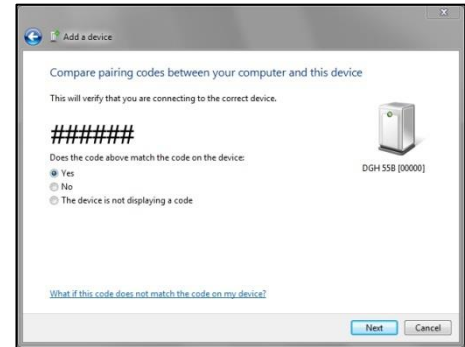 Add a device
Compare pairing codes between your computer and this device
This will verify that you are connecting to the correct device.
######
Does the code above match the code on the device:
Yes
No
The device is not displaying a code
DGH 55B [00000]
What if this code does not match the code on my device?
Next
Cancel